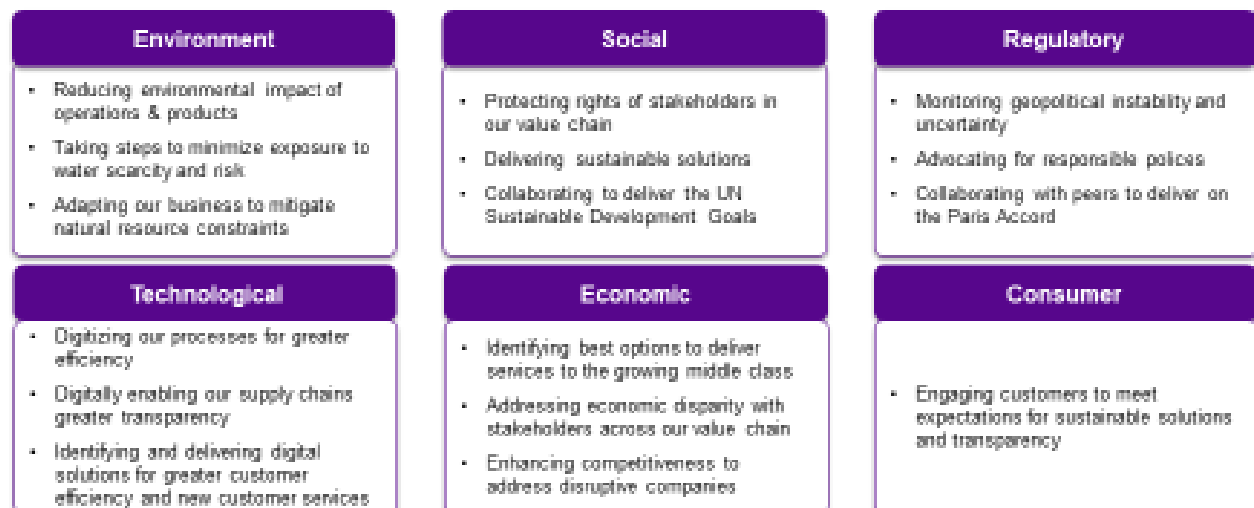 Environment
• Reducing environmental impact of
operations & products
• Taking steps to minimize exposure to
water scarcity and risk
• Adapting our business to mitigate
natural resource constraints
Social
• Protecting rights of stakeholders in
our value chain
• Delivering sustainable solutions
• Collaborating to deliver the UN
Sustainable Development Goals
Regulatory
• Monitoring geopolitical instability and
uncertainty
• Advocating for responsible polices
• Collaborating with peers to deliver on
the Paris Accord
Technological
• Digitizing our processes for greater
efficiency
• Digitally enabling our supply chains
greater transparency
• Identifying and delivering digital
solutions for greater customer
efficiency and new customer services
Economic
• Identifying best options to deliver
services to the growing middle class
• Addressing economic disparity with
stakeholders across our value chain
• Enhancing competitiveness to
address disruptive companies
Consumer
• Engaging customers to meet
expectations for sustainable solutions
and transparency